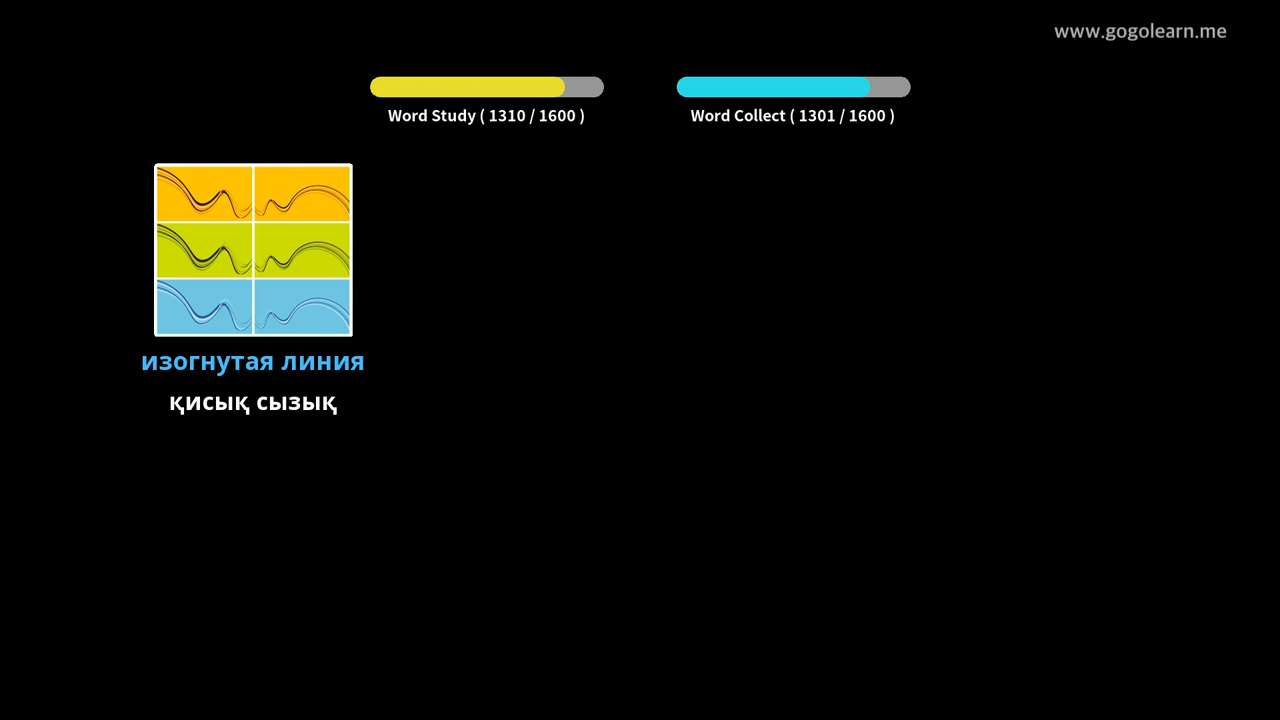 www.gogolearn.me
Word Study ( 1310 / 1600 )
Word Collect ( 1301 / 1600 )
изогнутая линия
қисық сызық